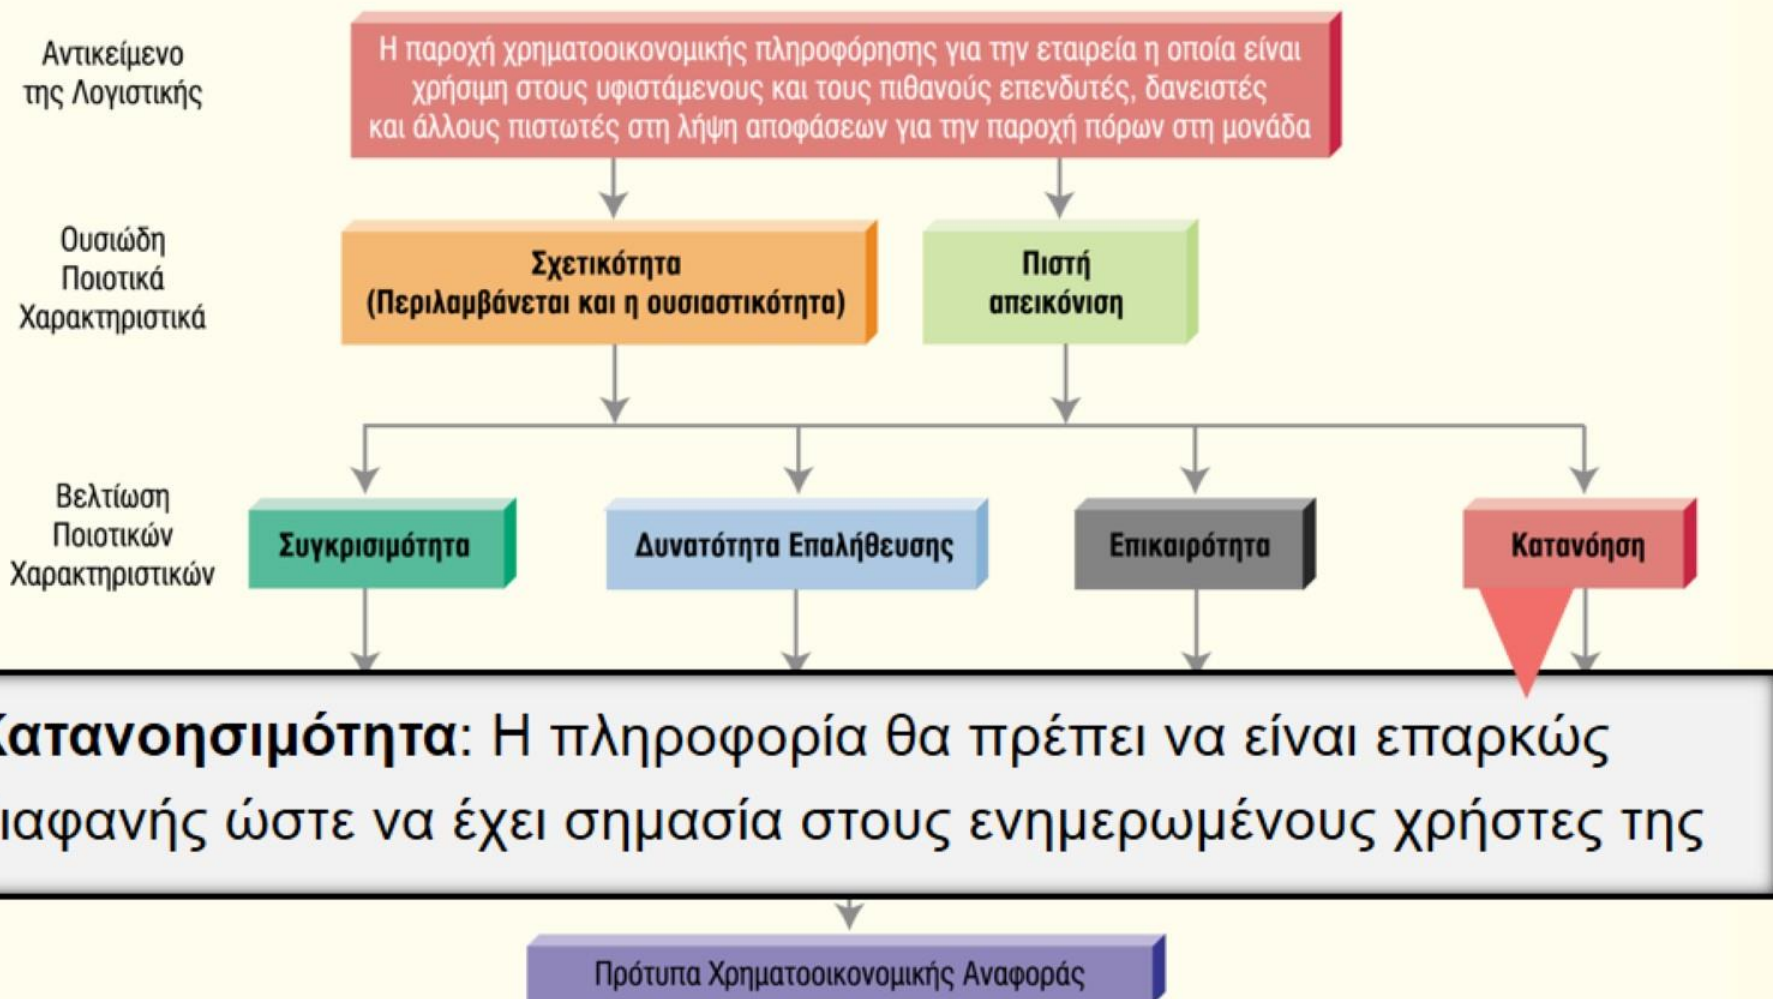 Αντικείμενο
της Λογιστικής
Η παροχή χρηματοοικονομικής πληροφόρησης για την εταιρεία η οποία είναι
χρήσιμη στους υφιστάμενους και τους πιθανούς επενδυτές, δανειστές
και άλλους πιστωτές στη λήψη αποφάσεων για την παροχή πόρων στη μονάδα
Ουσιώδη
Ποιοτικά
Χαρακτηριστικά
Σχετικότητα
(Περιλαμβάνεται και η ουσιαστικότητα)
Πιστή
απεικόνιση
Βελτίωση
Ποιοτικών
Χαρακτηριστικών
Συγκρισιμότητα
Δυνατότητα Επαλήθευσης
Επικαιρότητα
Κατανόηση
Κατανοησιμότητα: Η πληροφορία θα πρέπει να είναι επαρκώς
ιαφανής ώστε να έχει σημασία στους ενημερωμένους χρήστες της
Πρότυπα Χρηματοοικονομικής Αναφοράς